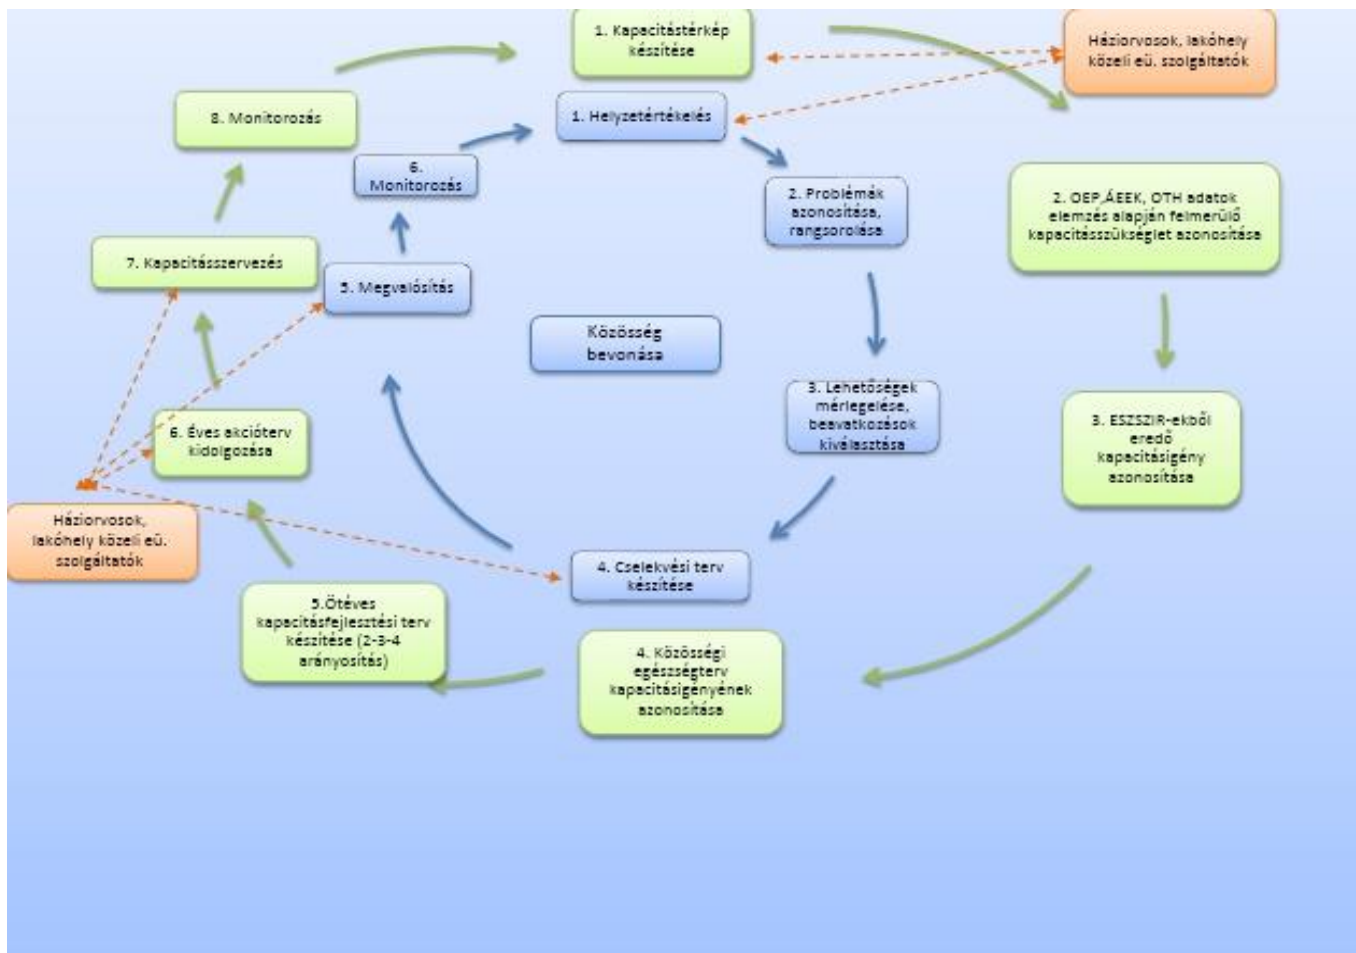 1. Kapacitástérkép
készítése
Háziorvosok, lakóhely
közeli eü. szolgáltatók
8. Monitorozás
1. Helyzetértékelés
6.
Monitorozás
2. Problémák
azonosítása,
rangsorolása
2. OEP,ÁEEK, OTH adatok
elemzés alapján felmerülő
kapacitásszükséglet azonosítása
7. Kapacitásszervezés
5. Megvalósítás
Közösség
bevonása
3. Lehetőségek
mérlegelése,
beavatkozások
kiválasztása
3. ESZSZIR-ekből
eredő
kapacitásigény
azonosítása
6. Éves akcióterv
kidolgozása
Háziorvosok,
lakóhely közeli eü.
szolgáltatók
4. Cselekvési terv
készítése
5.Ötéves
kapacitásfejlesztési terv
készítése (2-3-4
arányosítás)
4. Közösségi
egészségterv
kapacitásigényének
azonosítása